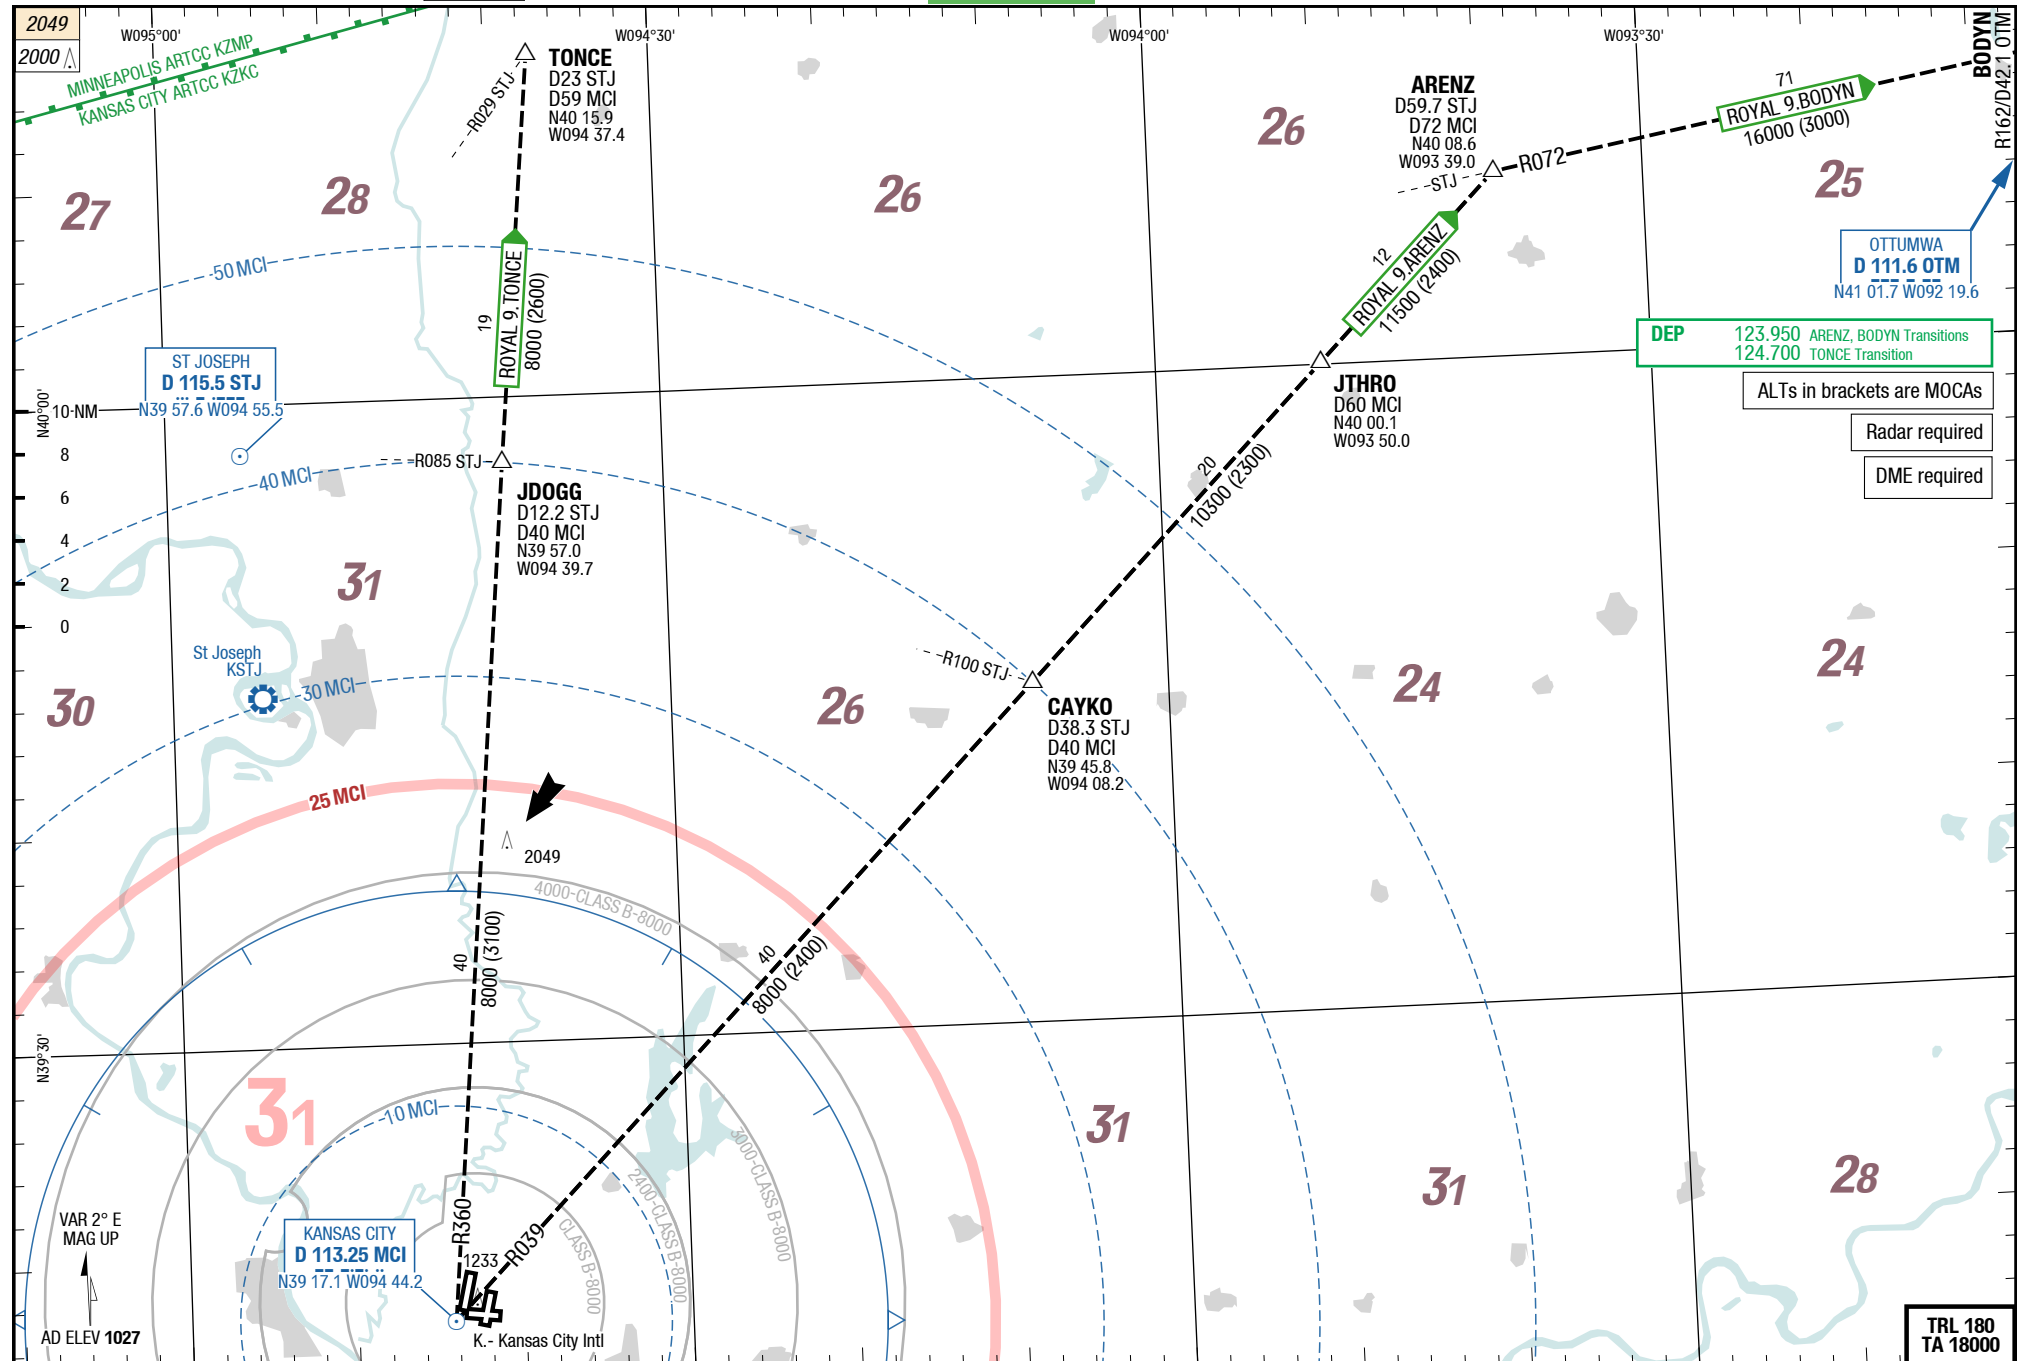 2049
2000
W095°00'
W094°30'
W094°00'
W093°30'
MINNEAPOLIS ARTCC KZMP
KANSAS CITY ARTCC KZKC
TONCE
D23 STJ
D59 MCI
N40 15.9
W094 37.4
R029 STJ
ARENZ
D59.7 STJ
D72 MCI
N40 08.6
W093 39.0
STJ
R072
71
ROYAL 9.BODYN
16000 (3000)
BODYN
R162/D42.1 OTM
27
28
26
26
25
OTTUMWA
D 111.6 OTM
N41 01.7 W092 19.6
50 MCI
19
ROYAL 9.TONCE
8000 (2600)
12
ROYAL 9.ARENZ
11500 (2400)
DEP 123.950 ARENZ, BODYN Transitions
124.700 TONCE Transition
ALTs in brackets are MOCAs
Radar required
DME required
ST JOSEPH
D 115.5 STJ
N39 57.6 W094 55.5
N40°00'
10 NM
8
6
4
2
0
JTHRO
D60 MCI
N40 00.1
W093 50.0
R085 STJ
40 MCI
JDOGG
D12.2 STJ
D40 MCI
N39 57.0
W094 39.7
20
10300 (2300)
31
St Joseph
KSTJ
30 MCI
30
26
24
24
R100 STJ
CAYKO
D38.3 STJ
D40 MCI
N39 45.8
W094 08.2
25 MCI
2049
4000-CLASS B-8000
40
8000 (3100)
40
8000 (2400)
N39°30'
31
10 MCI
31
31
28
3000-CLASS B-8000
2400-CLASS B-8000
CLASS B-8000
R360
R039
1233
KANSAS CITY
D 113.25 MCI
N39 17.1 W094 44.2
K.- Kansas City Intl
VAR 2° E
MAG UP
AD ELEV 1027
TRL 180
TA 18000